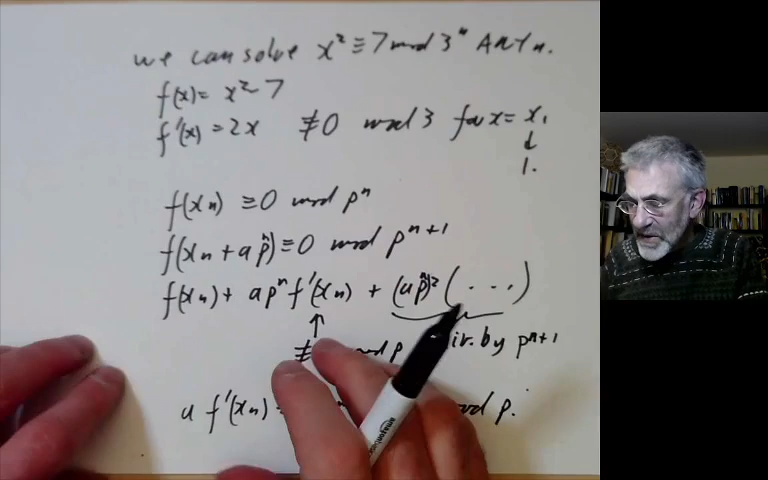 we can solve x² ≡ 7 mod 3ⁿ Any n.
f(x) = x² - 7
f'(x) = 2x ≢ 0 mod 3 for x = x₁
↓
1.
f(xₙ) ≡ 0 mod pⁿ
f(xₙ + apⁿ) ≡ 0 mod pⁿ⁺¹
f(xₙ) + apⁿ f'(xₙ) + (apⁿ)² (...)
↑
≢ mod p div. by pⁿ⁺¹
a f'(xₙ) mod p.
amazon